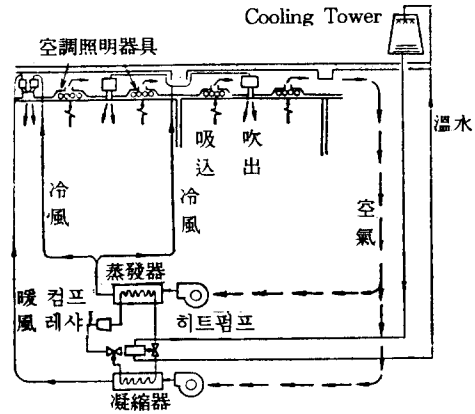 Cooling Tower
空調照明器具
溫水
吸込
吹出
冷風
冷風
空氣
蒸發器
暖風
컴프레샤
히트펌프
凝縮器